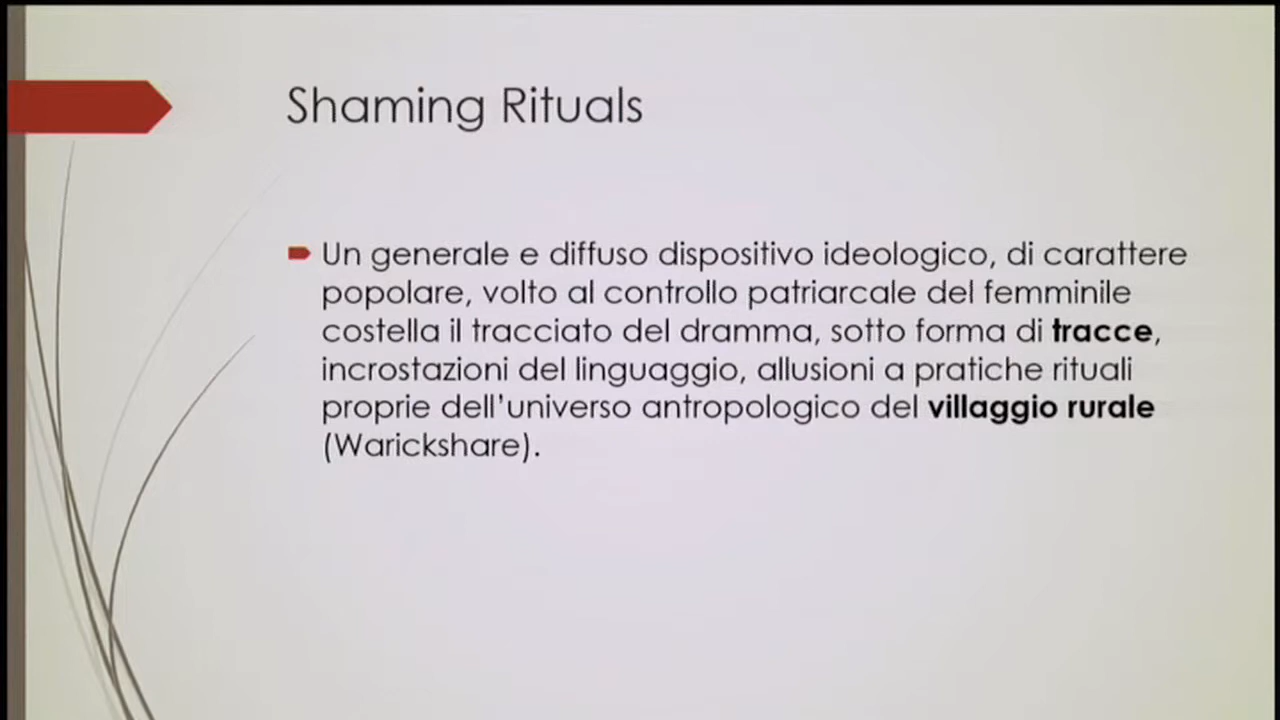 Shaming Rituals
Un generale e diffuso dispositivo ideologico, di carattere
popolare, volto al controllo patriarcale del femminile
costella il tracciato del dramma, sotto forma di tracce,
incrostazioni del linguaggio, allusioni a pratiche rituali
proprie dell'universo antropologico del villaggio rurale
(Warickshare).